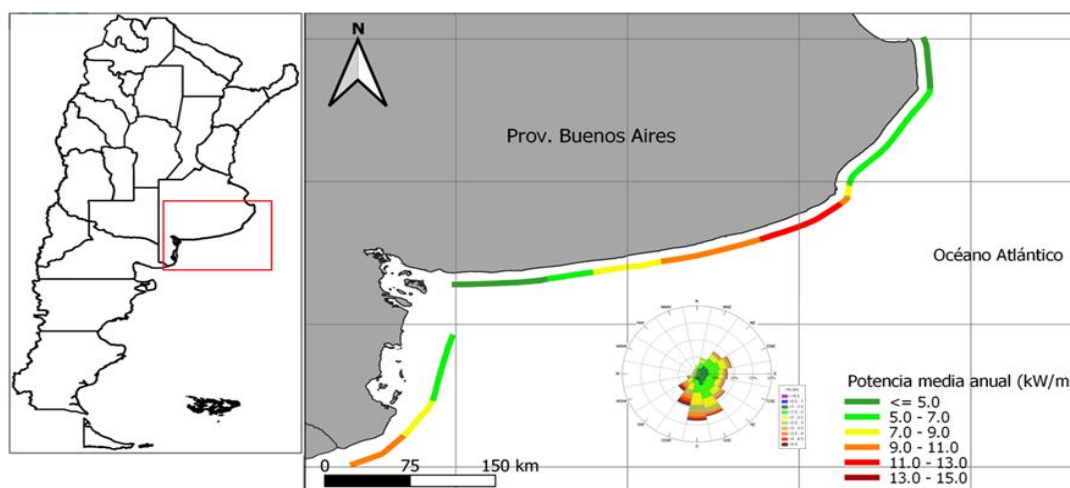 N
Prov. Buenos Aires
Océano Atlántico
Potencia media anual (kW/m
<= 5.0
5.0 - 7.0
7.0 - 9.0
9.0 - 11.0
11.0 - 13.0
13.0 - 15.0
0 75 150 km